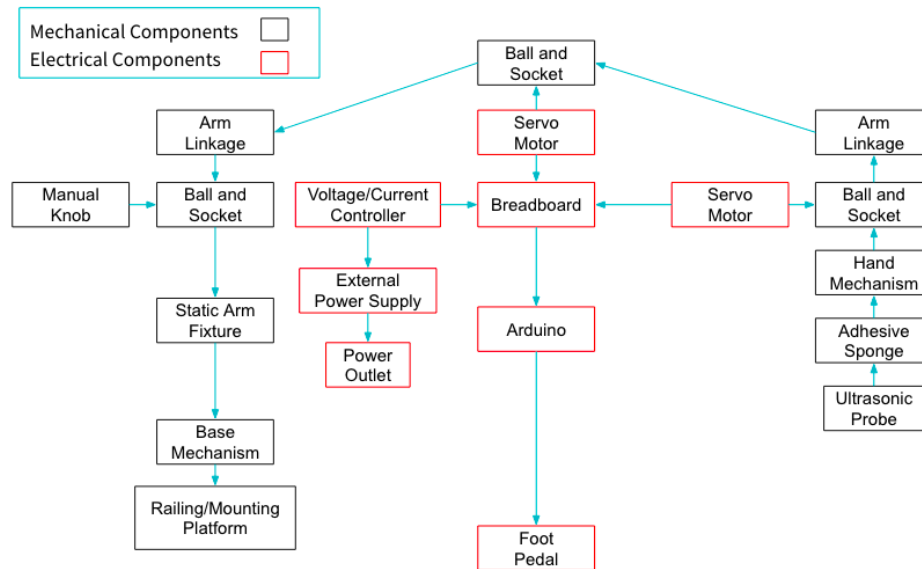 Mechanical Components
Electrical Components
Ball and
Socket
Arm
Linkage
Servo
Motor
Arm
Linkage
Manual
Knob
Ball and
Socket
Voltage/Current
Controller
Breadboard
Servo
Motor
Ball and
Socket
External
Power Supply
Hand
Mechanism
Static Arm
Fixture
Arduino
Adhesive
Sponge
Power
Outlet
Ultrasonic
Probe
Base
Mechanism
Railing/Mounting
Platform
Foot
Pedal